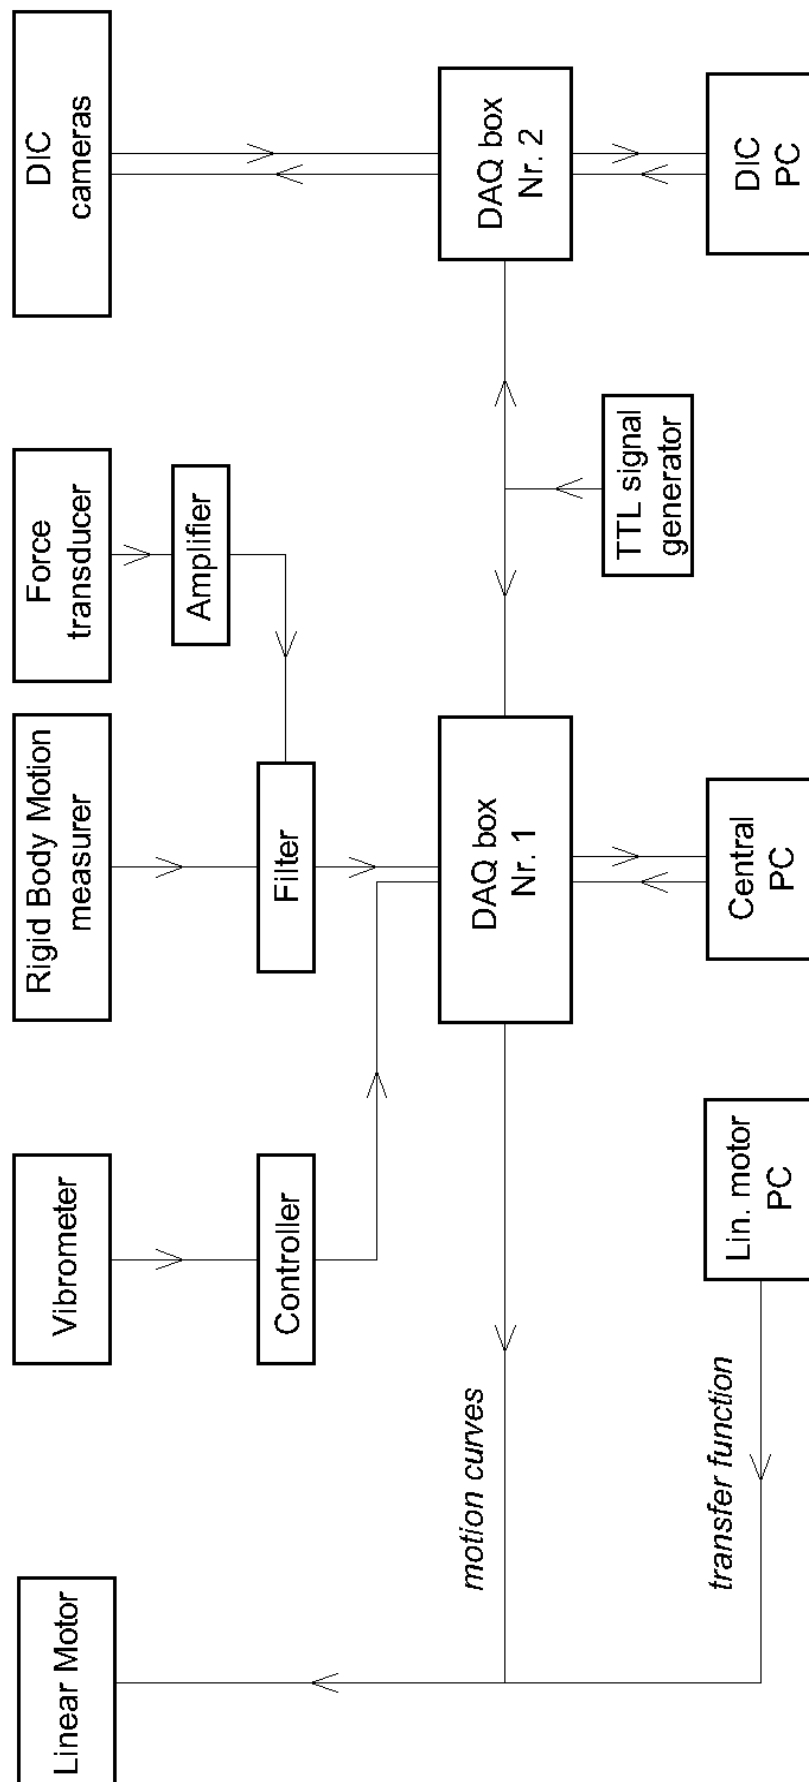 Linear Motor
Vibrometer
Rigid Body Motion
measurer
Force
transducer
DIC
cameras
Amplifier
Controller
Filter
motion curves
DAQ box
Nr. 1
DAQ box
Nr. 2
TTL signal
generator
transfer function
Lin. motor
PC
Central
PC
DIC
PC